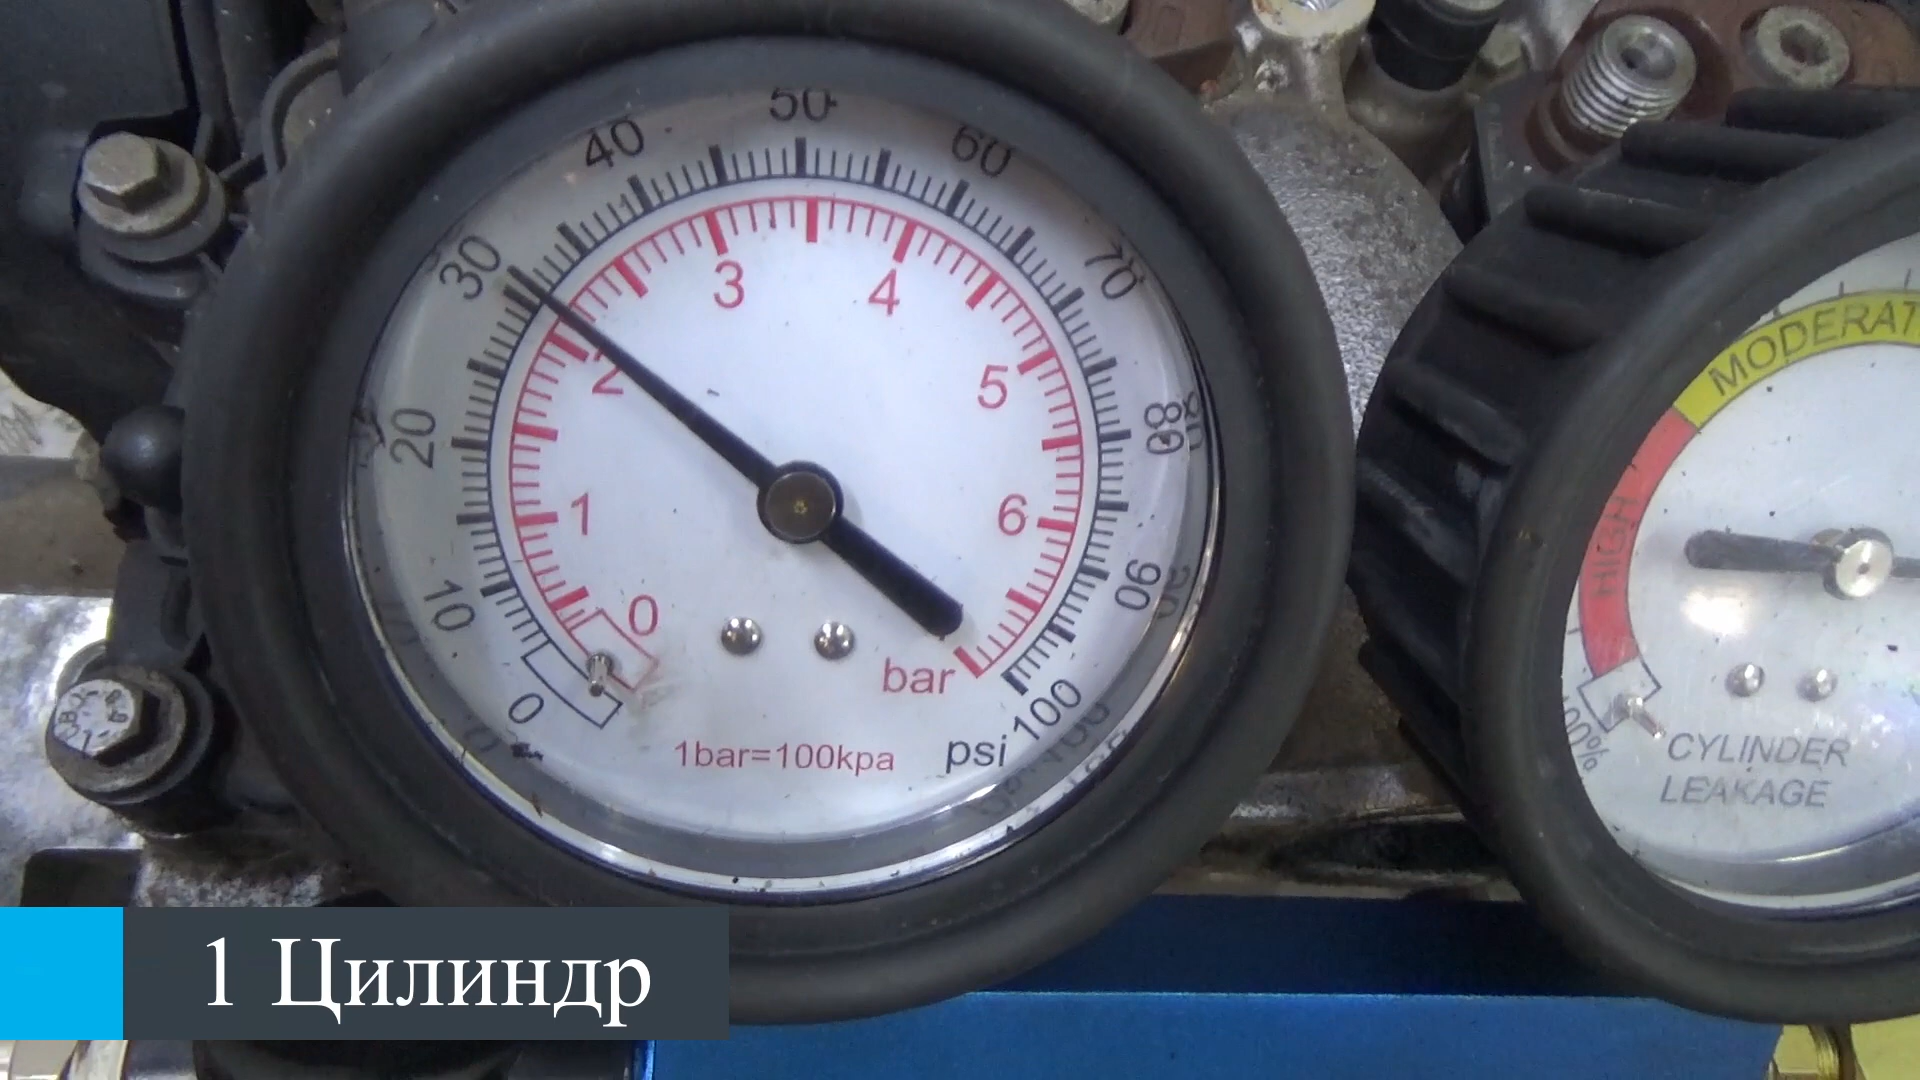 0
10
20
30
40
50
60
70
80
90
100
psi
0
1
2
3
4
5
6
bar
1bar=100kpa
MODERAT
HIGH
CYLINDER
LEAKAGE
1 Цилиндр